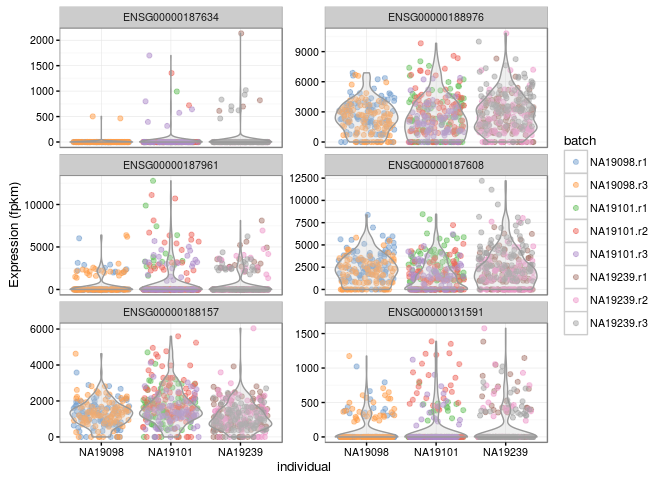 ENSG00000187634
ENSG00000188976
2000
1500
1000
500
0
9000
6000
3000
0
ENSG00000187961
ENSG00000187608
10000
5000
0
12500
10000
7500
5000
2500
0
ENSG00000188157
ENSG00000131591
6000
4000
2000
0
1500
1000
500
0
NA19098
NA19101
NA19239
NA19098
NA19101
NA19239
individual
Expression (fpkm)
batch
NA19098.r1
NA19098.r3
NA19101.r1
NA19101.r2
NA19101.r3
NA19239.r1
NA19239.r2
NA19239.r3